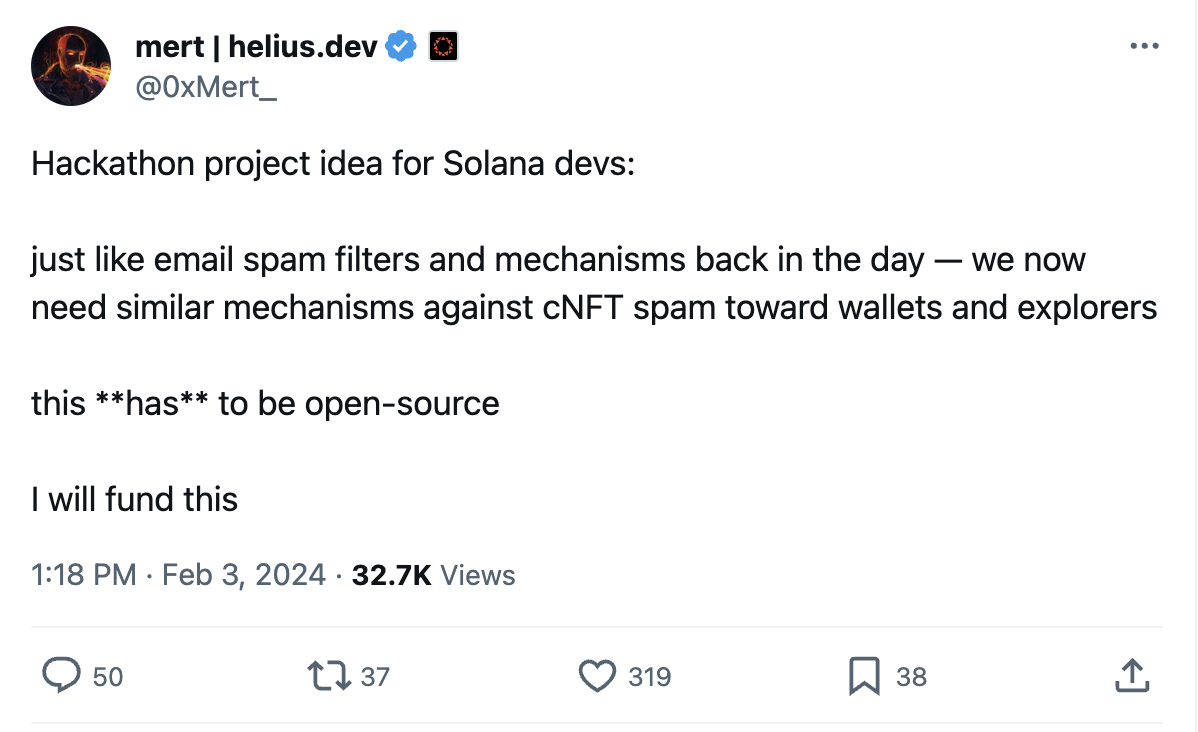 mert | helius.dev
@0xMert_
Hackathon project idea for Solana devs:
just like email spam filters and mechanisms back in the day — we now
need similar mechanisms against cNFT spam toward wallets and explorers
this **has** to be open-source
I will fund this
1:18 PM · Feb 3, 2024 · 32.7K Views
50 37 319 38